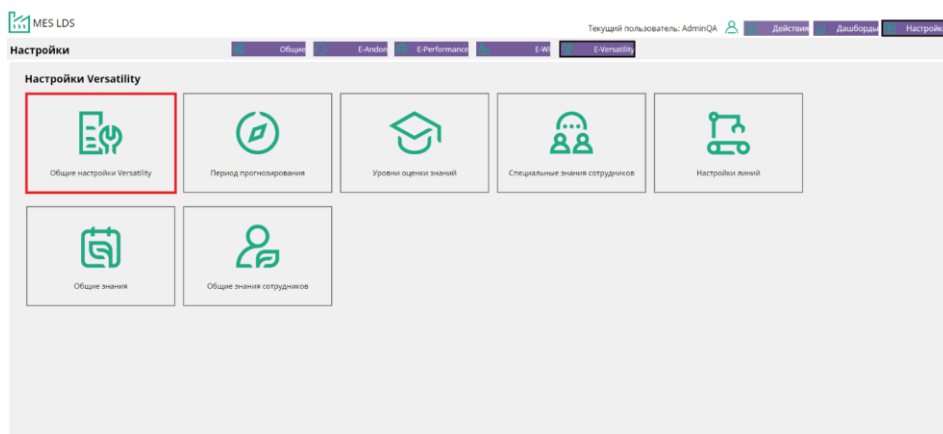 MES LDS
Текущий пользователь: AdminQA Действия Дашборды Настройк
Настройки Общие E-Andon E-Performance E-WI E-Versatility
Настройки Versatility
Общие настройки Versatility Период прогнозирования Уровни оценки знаний Специальные знания сотрудников Настройки линий
Общие знания Общие знания сотрудников